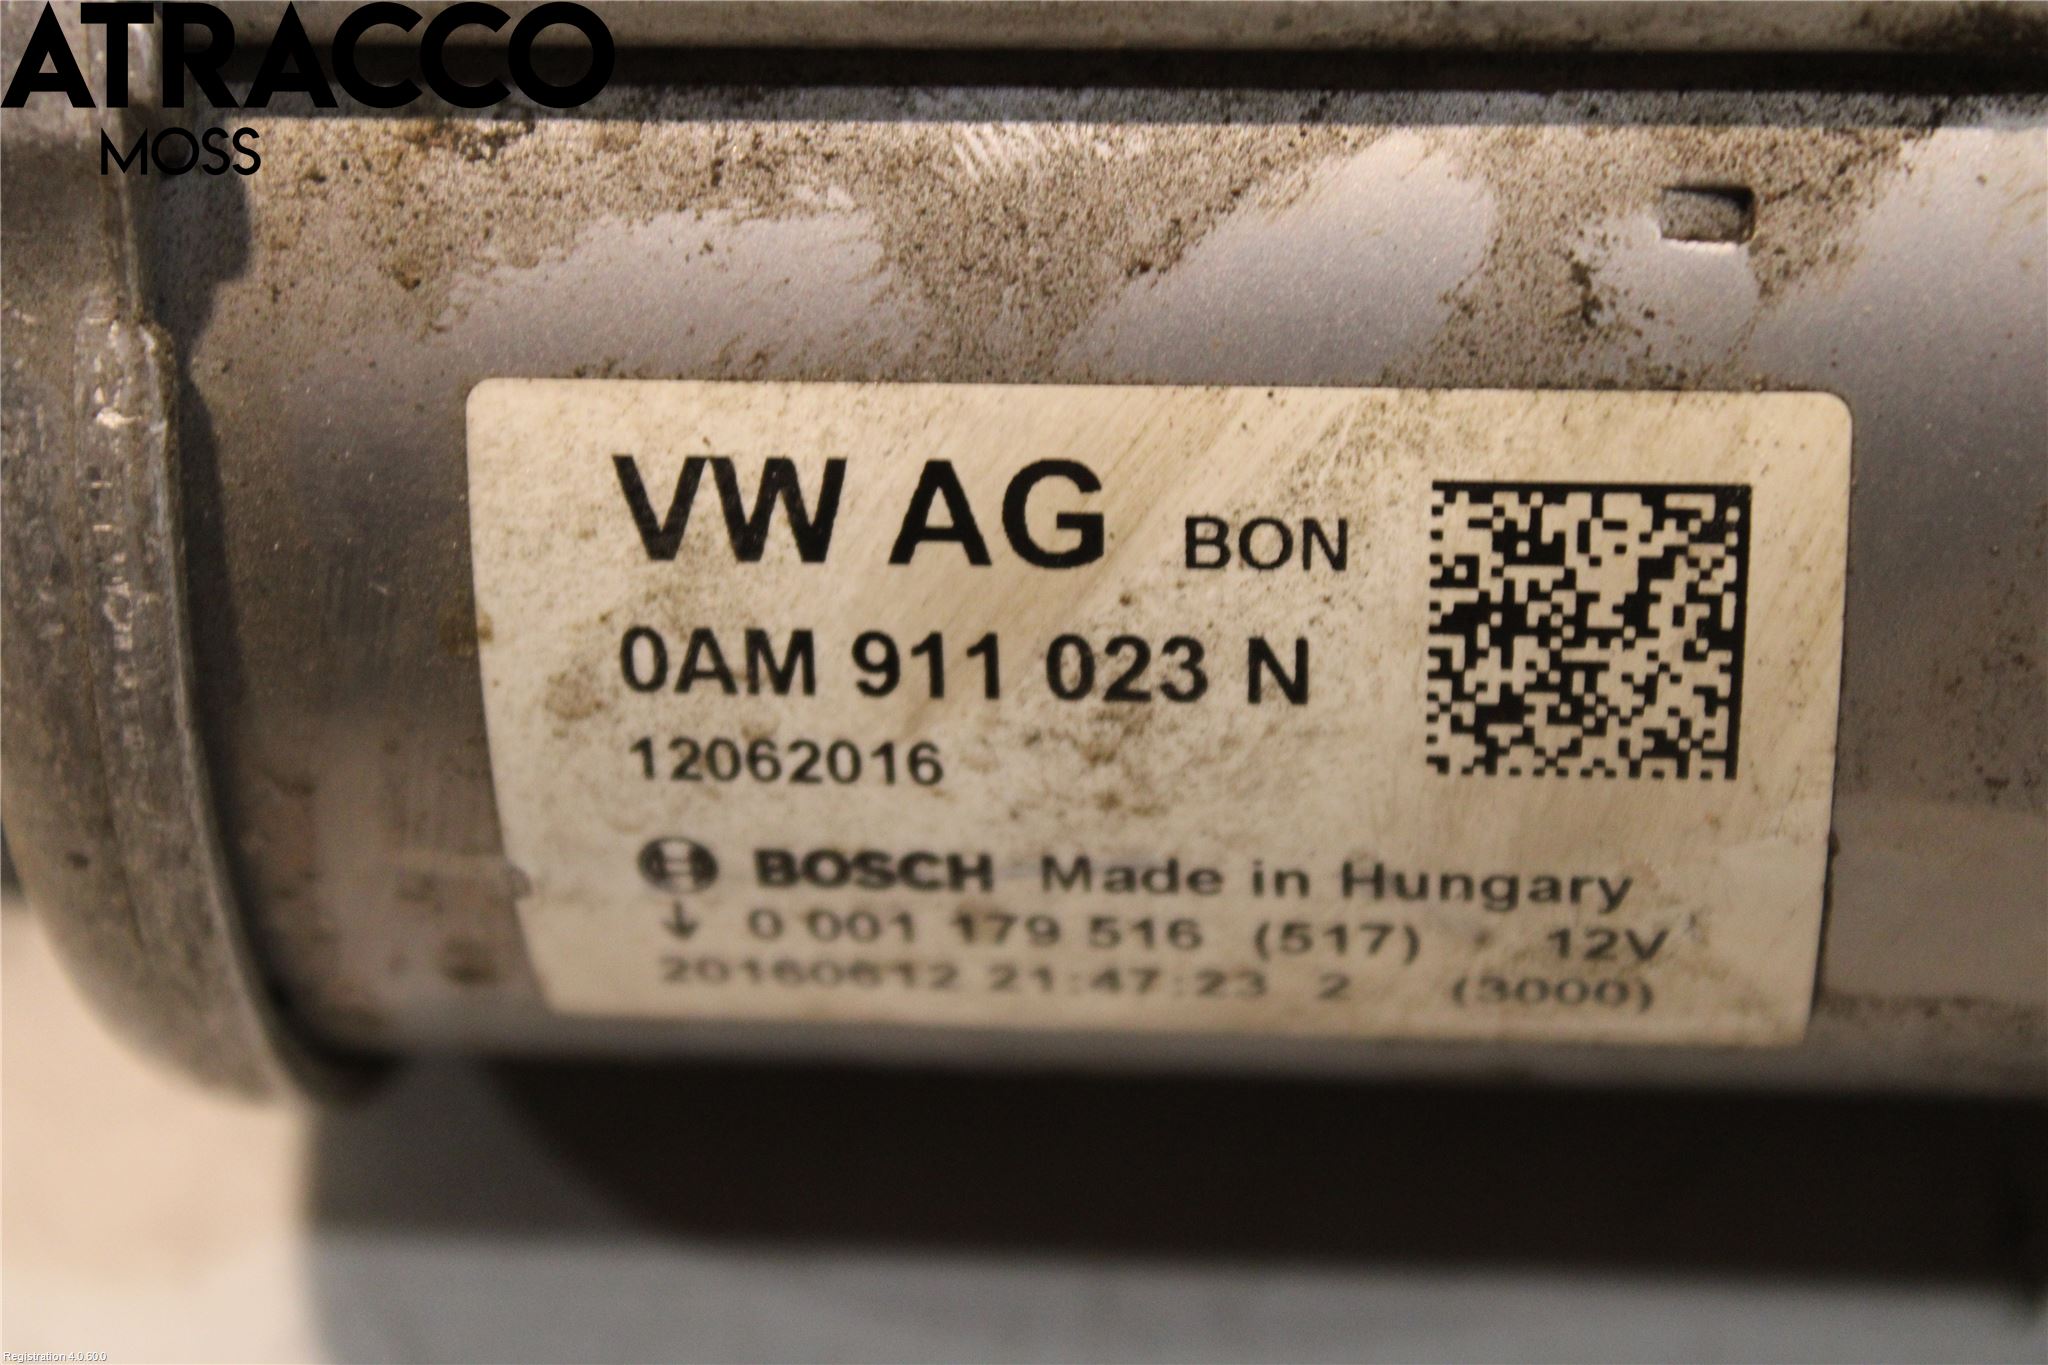 ATRACCO
MOSS
VW AG BON
0AM 911 023 N
12062016
BOSCH Made in Hungary
↓ 0 001 179 516 (517) 12V
20160612 21:47:23 2 (3000)
Registration 4.0.60.0